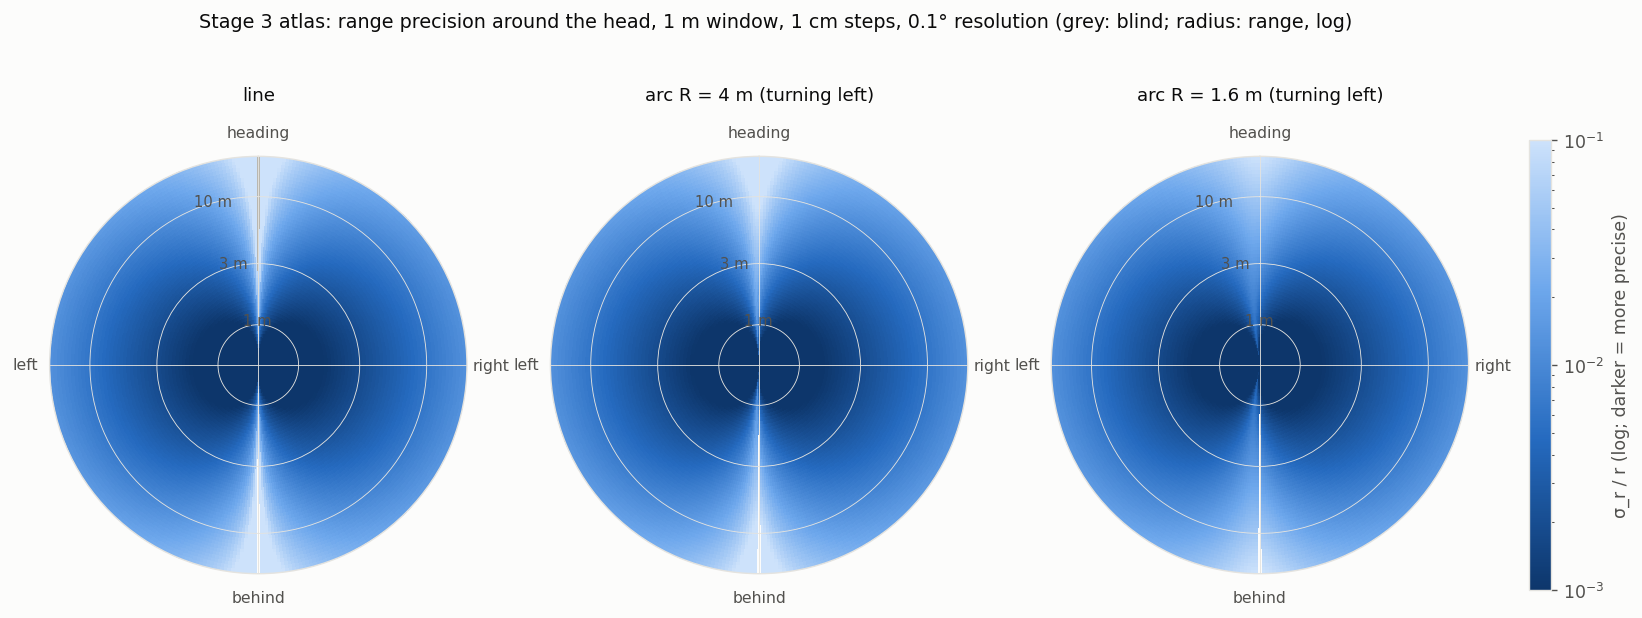 Stage 3 atlas: range precision around the head, 1 m window, 1 cm steps, 0.1° resolution (grey: blind; radius: range, log)
line
arc R = 4 m (turning left)
arc R = 1.6 m (turning left)
heading
heading
heading
10 m
10 m
10 m
3 m
3 m
3 m
1 m
1 m
1 m
left
right
left
right
left
right
behind
behind
behind
10⁻¹
10⁻²
10⁻³
σ_r / r (log; darker = more precise)